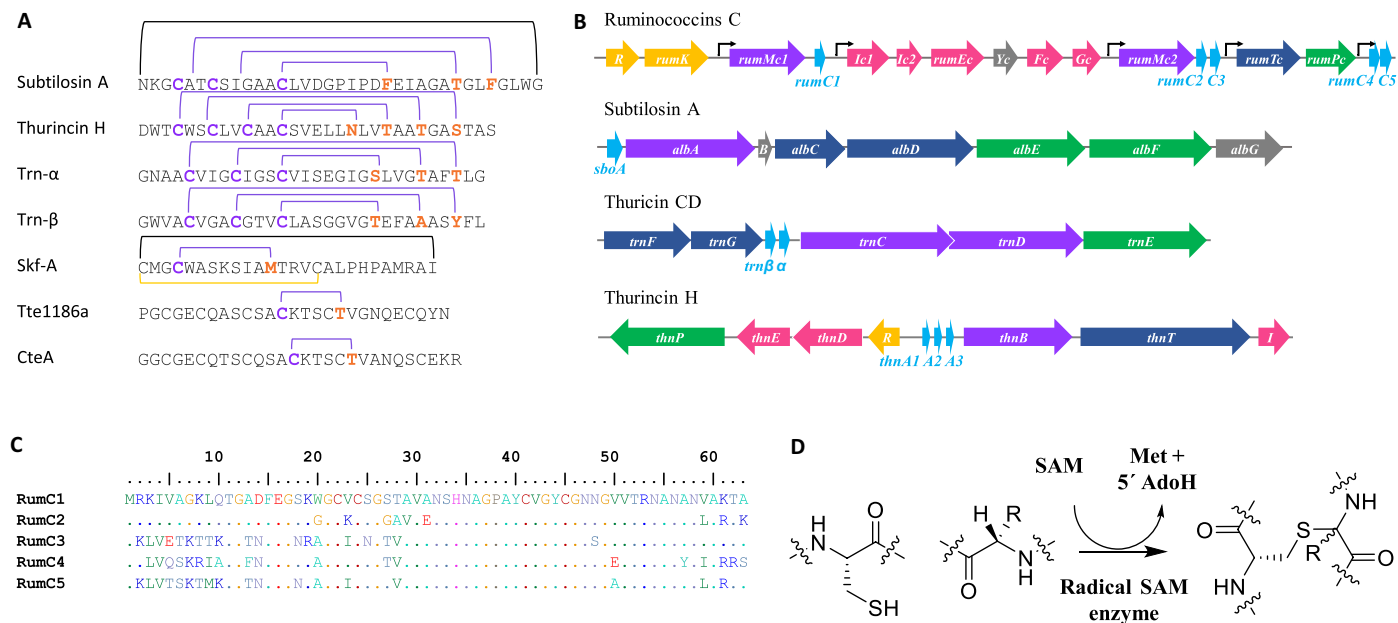 A
Subtilosin A NKGCATCSIGAACLVDGPIPDFEIAGATGLFGLWG
Thurincin H DWTCWSCLVCAACSVELLNLVTAATGASTAS
Trn-α GNAACVIGCIGSCVISEGIGSLVGTAFTLG
Trn-β GWVACVGACGTVCLASGGVGTEFAAASYFL
Skf-A CMGCWASKSIAMTRVCALPHPAMRAI
Tte1186a PGCGECQASCSACKTSCTVGNQECQYN
CteA GGCGECQTSCQSACKTSCTVANQSCEKR
B
Ruminococcins C
R rumK rumMc1 rumC1 Ic1 Ic2 rumEc Yc Fc Gc rumMc2 rumC2 C3 rumTc rumPc rumC4 C5
Subtilosin A
sboA albA B albC albD albE albF albG
Thuricin CD
trnF trnG trnβ α trnC trnD trnE
Thurincin H
thnP thnE thnD R thnA1 A2 A3 thnB thnT I
C
10 20 30 40 50 60
RumC1 MRKIVAGKLQTGADFEGSKWGCVCSGSTAVANSHNAGPAYCVGYCGNNGVVTRNANANVAKTA
RumC2 ...................G..K...GAV.E...........................L.R.K
RumC3 .KLVETKTTK..TN...NRA..I.N.TV...................S...............
RumC4 ..LVQSKRIA..FN.....A..I...TV.....................E......Y.I.RRS
RumC5 .KLVTSKTMK..TN...N.A..I....V.....................A........L.R..
D
SAM
Met +
5´ AdoH
Radical SAM
enzyme
H
N
O
SH
H
R
O
N
H
O
S
NH
R
O
HN